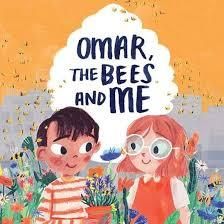 OMAR,
THE BEES
AND ME